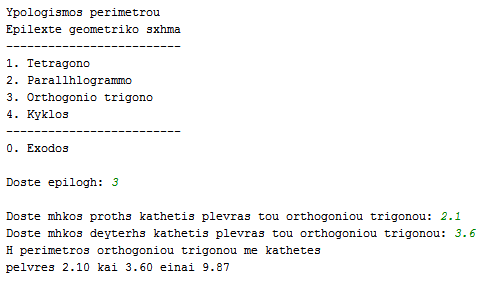 Ypologismos perimetrou
Epilexte geometriko sxhma
-------------------------
1. Tetragono
2. Parallhlogrammo
3. Orthogonio trigono
4. Kyklos
-------------------------
0. Exodos
Doste epilogh: 3
Doste mhkos proths kathetis plevras tou orthogoniou trigonou: 2.1
Doste mhkos deyterhs kathetis plevras tou orthogoniou trigonou: 3.6
H perimetros orthogoniou trigonou me kathetes
pelvres 2.10 kai 3.60 einai 9.87